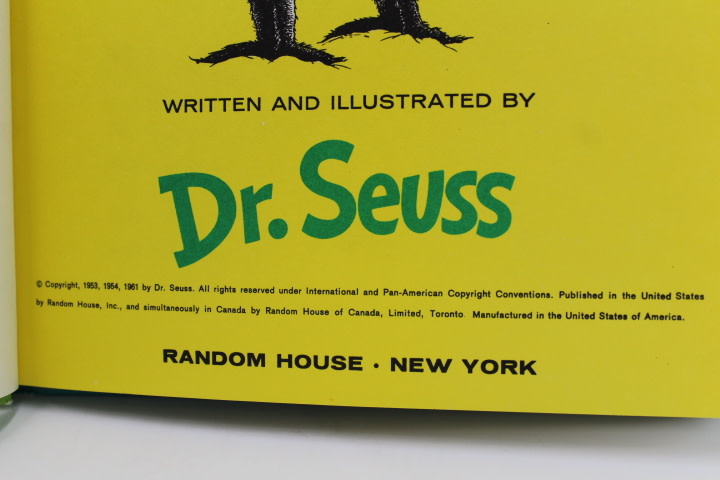 WRITTEN AND ILLUSTRATED BY
Dr. Seuss
© Copyright, 1953, 1954, 1961 by Dr. Seuss. All rights reserved under International and Pan-American Copyright Conventions. Published in the United States
by Random House, Inc., and simultaneously in Canada by Random House of Canada, Limited, Toronto. Manufactured in the United States of America.
RANDOM HOUSE · NEW YORK